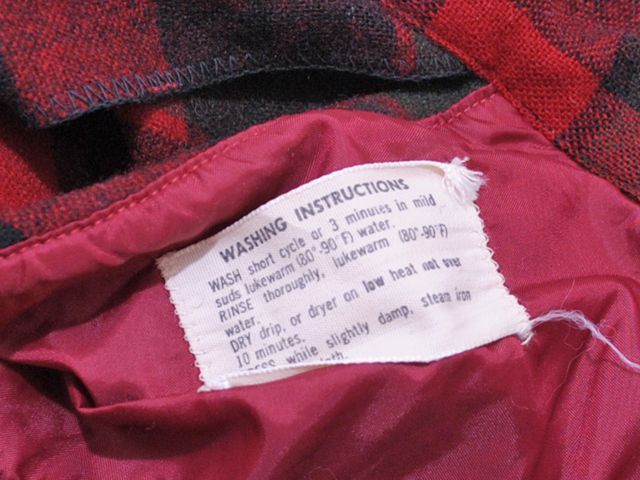 WASHING INSTRUCTIONS
WASH short cycle or 3 minutes in mild
suds lukewarm (80°-90°F) water.
RINSE thoroughly, lukewarm (80°-90°F)
water.
DRY drip, or dryer on low heat not over
10 minutes.
while slightly damp, steam iron